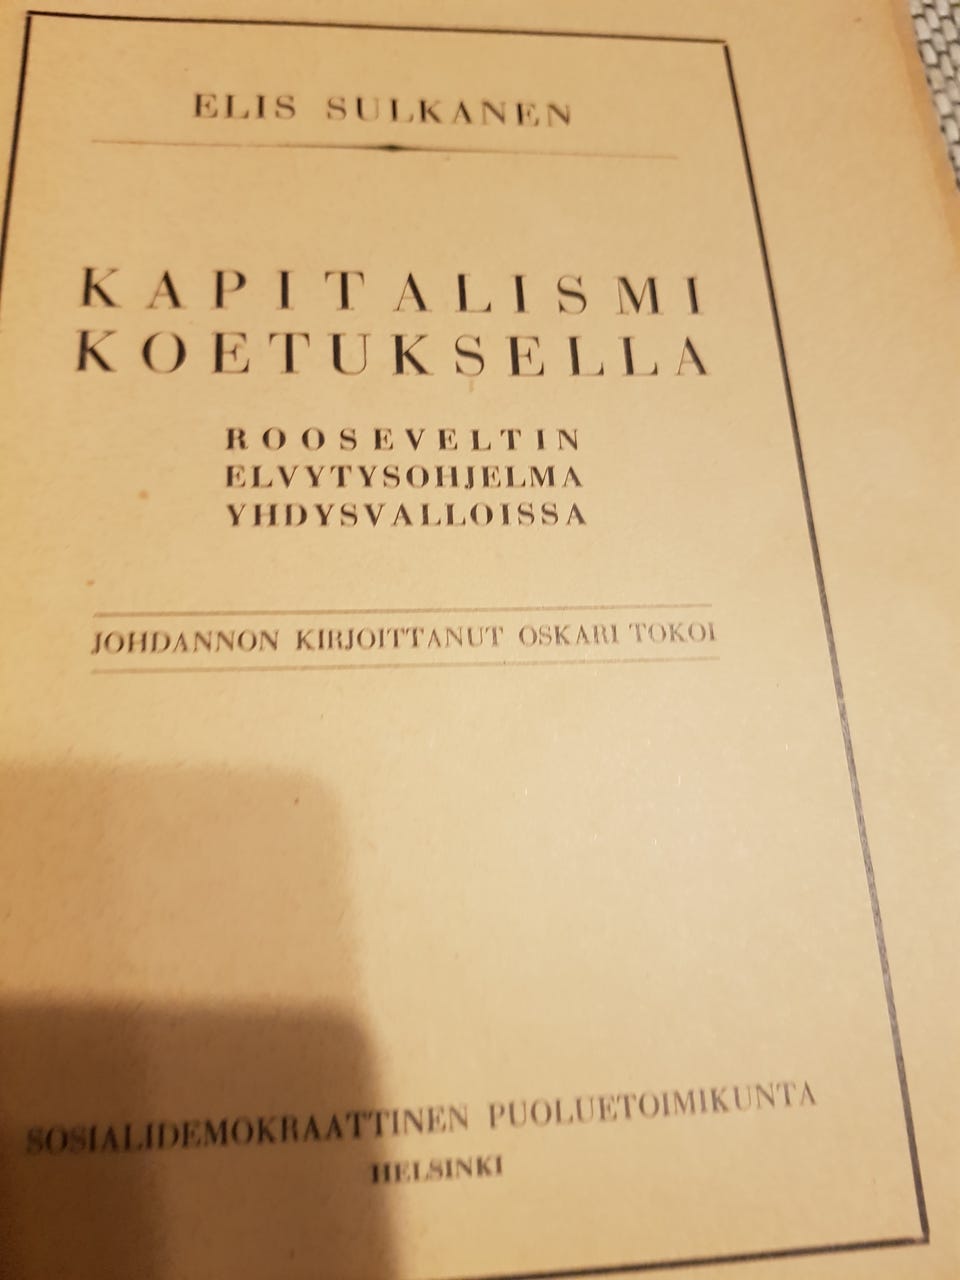 ELIS SULKANEN
KAPITALISMI
KOETUKSELLA
ROOSEVELTIN
ELVYTYSOHJELMA
YHDYSVALLOISSA
JOHDANNON KIRJOITTANUT OSKARI TOKOI
SOSIALIDEMOKRAATTINEN PUOLUETOIMIKUNTA
HELSINKI